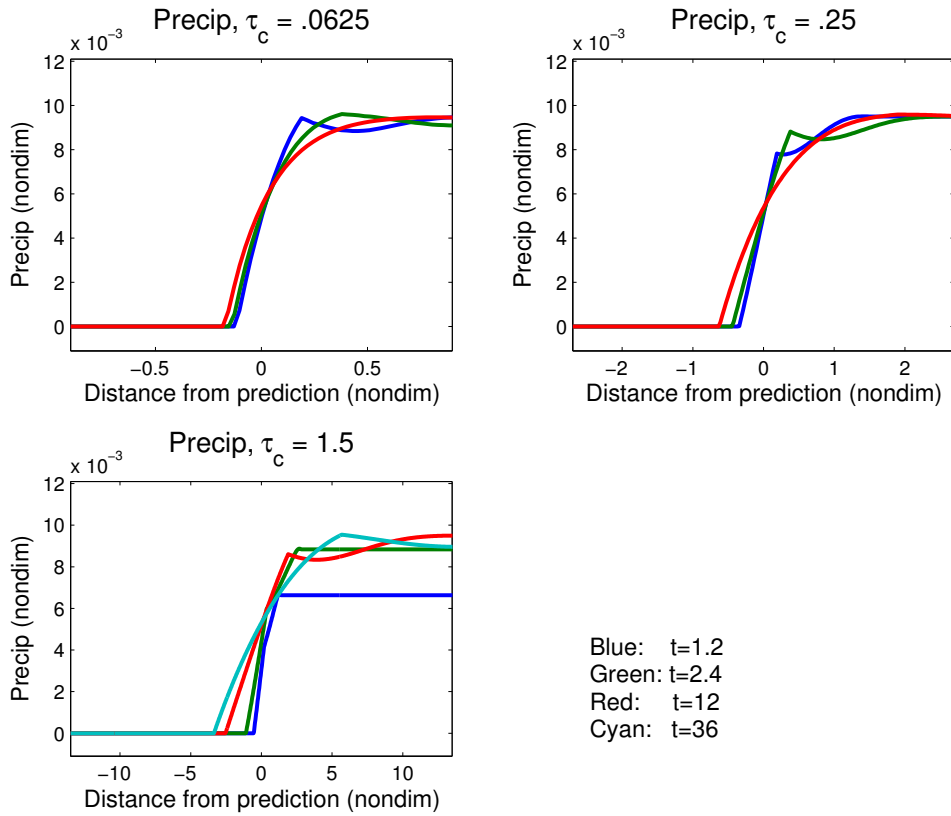 Precip, τc = .0625
x 10−3
12
10
8
6
4
2
0
Precip (nondim)
−0.5 0 0.5
Distance from prediction (nondim)
Precip, τc = .25
x 10−3
12
10
8
6
4
2
0
Precip (nondim)
−2 −1 0 1 2
Distance from prediction (nondim)
Precip, τc = 1.5
x 10−3
12
10
8
6
4
2
0
Precip (nondim)
−10 −5 0 5 10
Distance from prediction (nondim)
Blue: t=1.2
Green: t=2.4
Red: t=12
Cyan: t=36